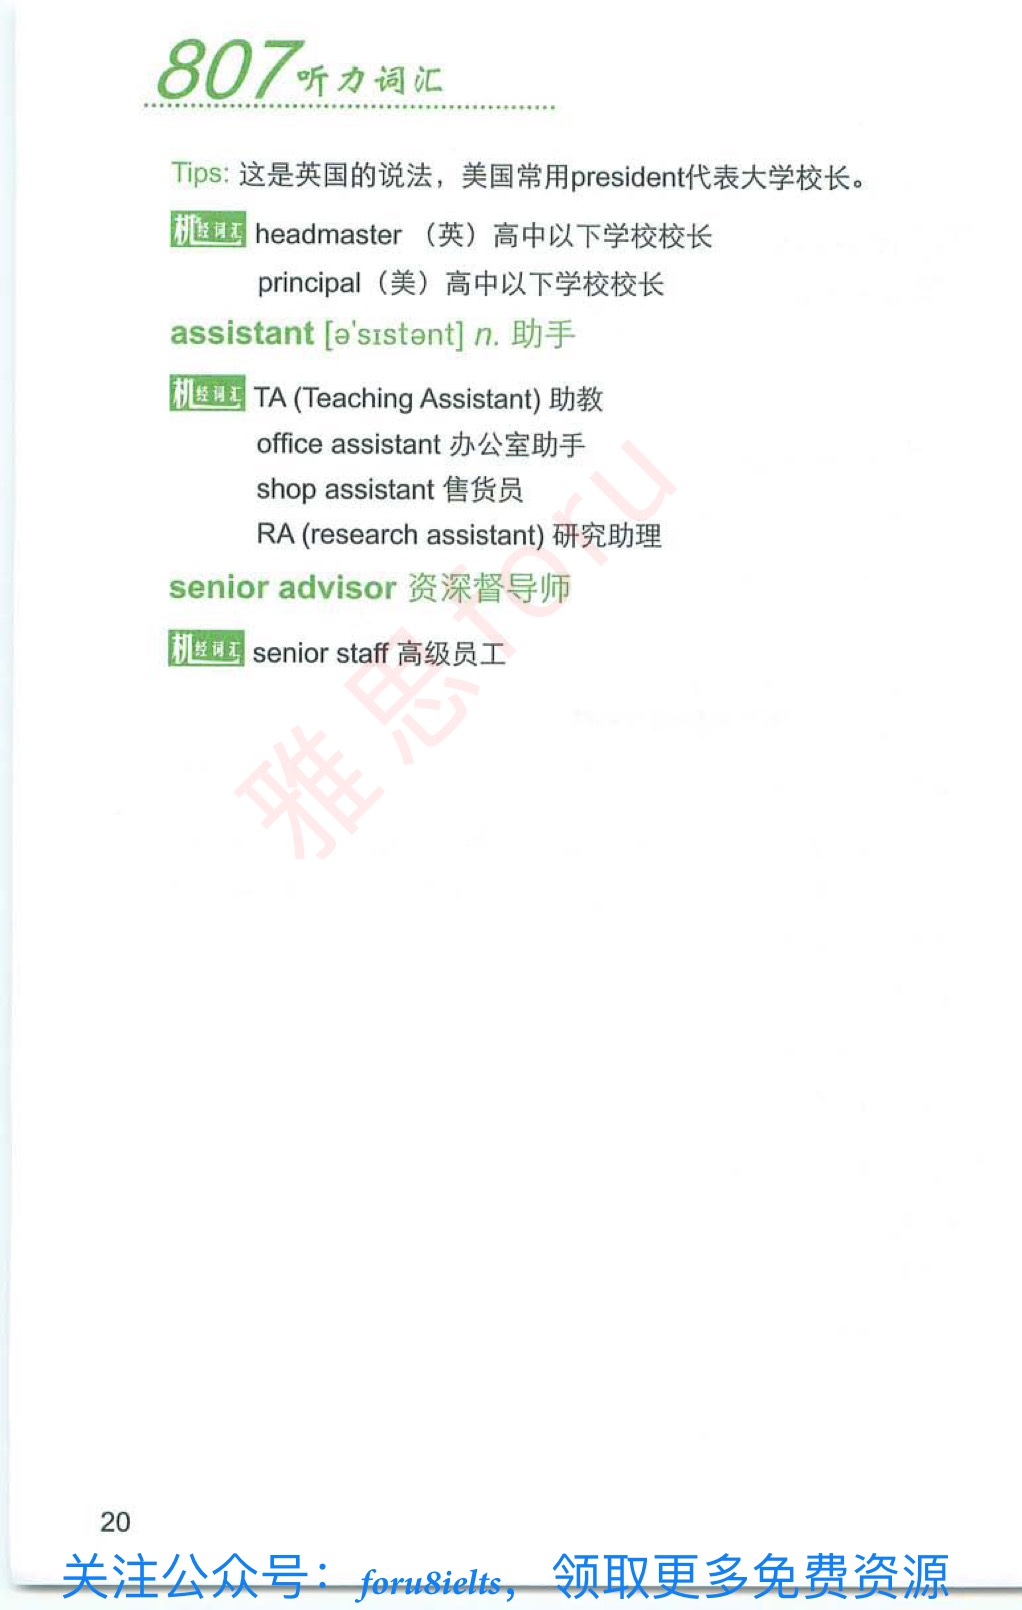 807听力词汇
Tips: 这是英国的说法，美国常用president代表大学校长。
机经词汇 headmaster （英）高中以下学校校长
principal（美）高中以下学校校长
assistant [ə'sɪstənt] n. 助手
机经词汇 TA (Teaching Assistant) 助教
office assistant 办公室助手
shop assistant 售货员
RA (research assistant) 研究助理
senior advisor 资深督导师
机经词汇 senior staff 高级员工
雅思foru
20
关注公众号： foru8ielts，领取更多免费资源